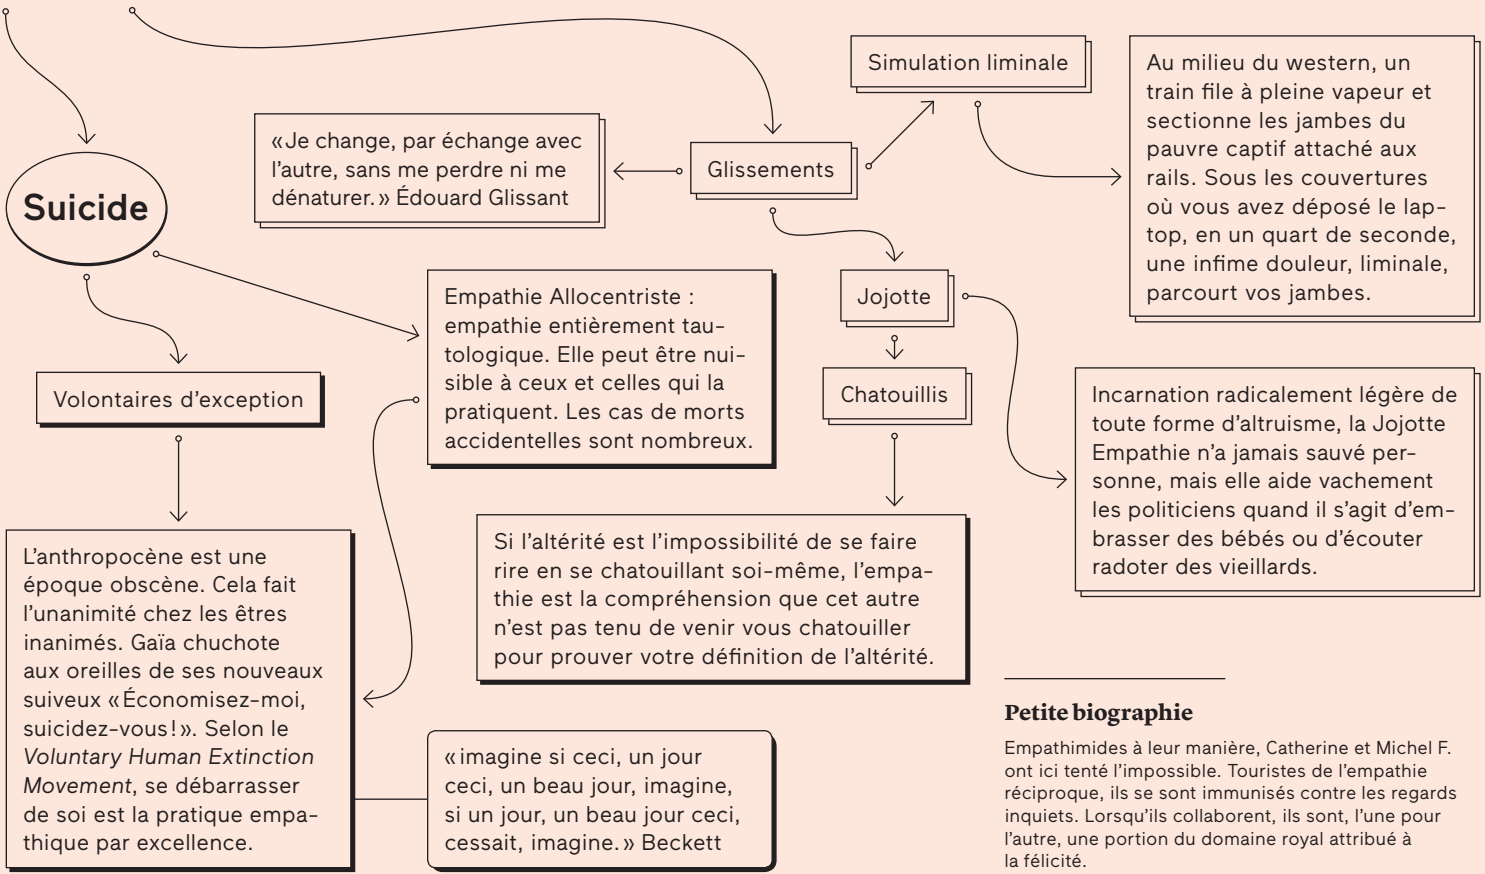 Simulation liminale
Au milieu du western, un
train file à pleine vapeur et
sectionne les jambes du
pauvre captif attaché aux
rails. Sous les couvertures
où vous avez déposé le lap-
top, en un quart de seconde,
une infime douleur, liminale,
parcourt vos jambes.
«Je change, par échange avec
l’autre, sans me perdre ni me
dénaturer.» Édouard Glissant
Glissements
Suicide
Empathie Allocentriste :
empathie entièrement tau-
tologique. Elle peut être nui-
sible à ceux et celles qui la
pratiquent. Les cas de morts
accidentelles sont nombreux.
Jojotte
Volontaires d’exception
Chatouillis
Incarnation radicalement légère de
toute forme d’altruisme, la Jojotte
Empathie n’a jamais sauvé per-
sonne, mais elle aide vachement
les politiciens quand il s’agit d’em-
brasser des bébés ou d’écouter
radoter des vieillards.
L’anthropocène est une
époque obscène. Cela fait
l’unanimité chez les êtres
inanimés. Gaïa chuchote
aux oreilles de ses nouveaux
suiveux «Économisez-moi,
suicidez-vous!». Selon le
Voluntary Human Extinction
Movement, se débarrasser
de soi est la pratique empa-
thique par excellence.
Si l’altérité est l’impossibilité de se faire
rire en se chatouillant soi-même, l’empa-
thie est la compréhension que cet autre
n’est pas tenu de venir vous chatouiller
pour prouver votre définition de l’altérité.
«imagine si ceci, un jour
ceci, un beau jour, imagine,
si un jour, un beau jour ceci,
cessait, imagine.» Beckett
Petite biographie
Empathimides à leur manière, Catherine et Michel F.
ont ici tenté l’impossible. Touristes de l’empathie
réciproque, ils se sont immunisés contre les regards
inquiets. Lorsqu’ils collaborent, ils sont, l’une pour
l’autre, une portion du domaine royal attribué à
la félicité.